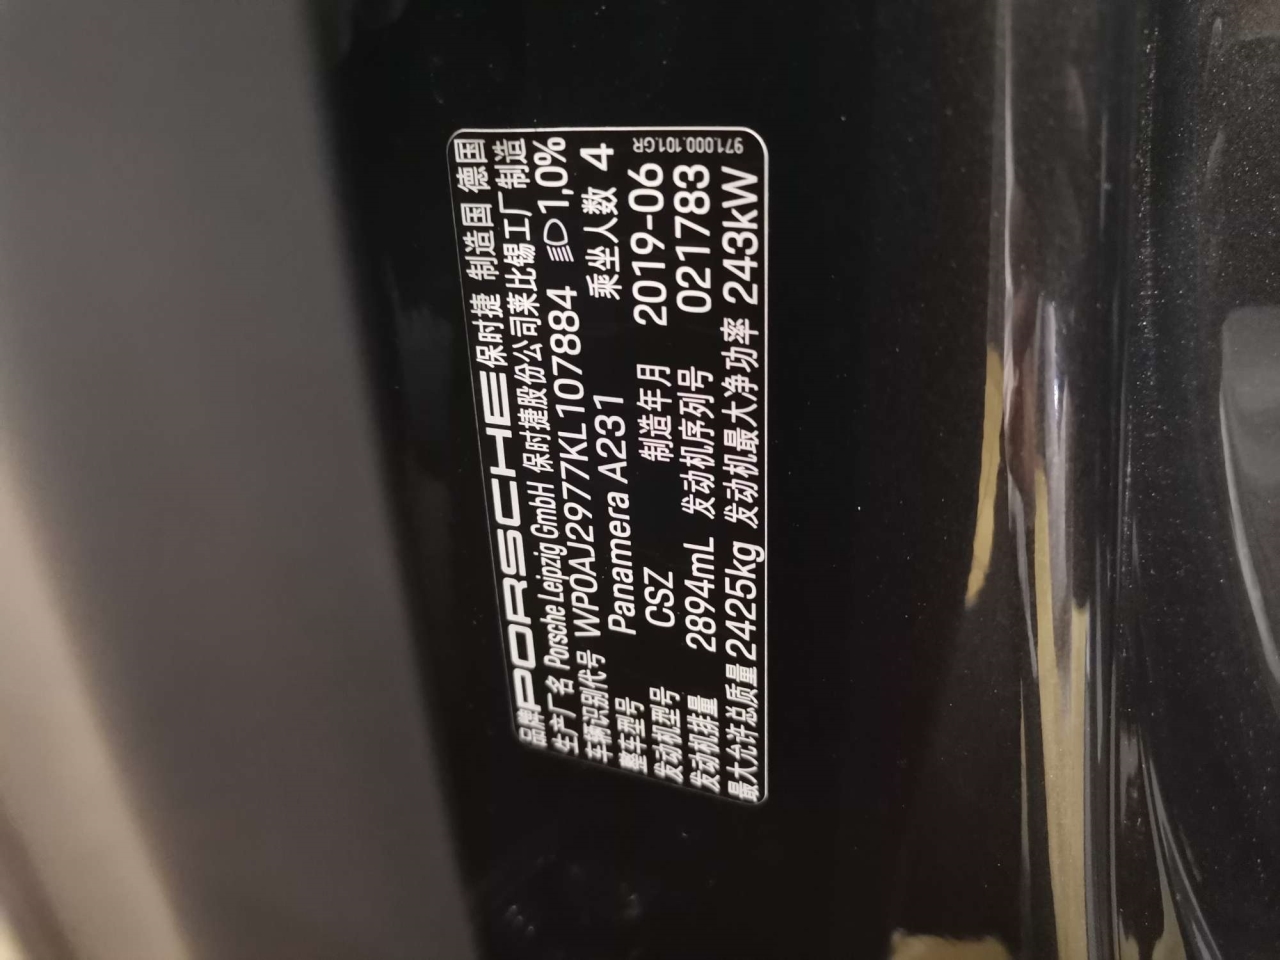 品牌 PORSCHE 保时捷 制造国 德国
生产厂名 Porsche Leipzig GmbH 保时捷股份公司莱比锡工厂制造
车辆识别代号 WP0AJ2977KL107884 1,0%
整车型号 Panamera A231 乘坐人数 4
发动机型号 CSZ 制造年月 2019-06
发动机排量 2894mL 发动机序列号 021783
最大允许总质量 2425kg 发动机最大净功率 243kW
971.000.101.GR